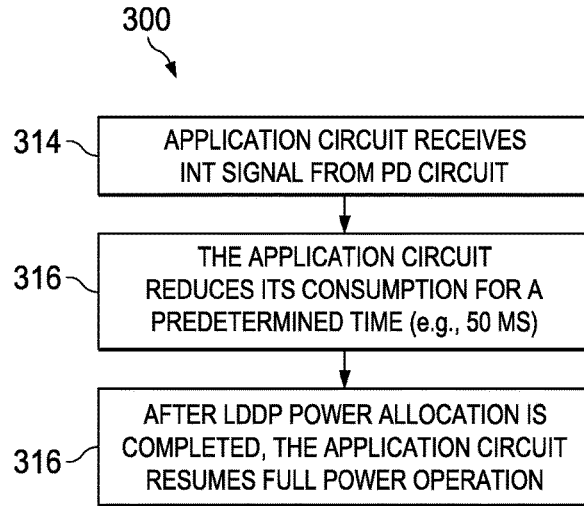 300
314
APPLICATION CIRCUIT RECEIVES
INT SIGNAL FROM PD CIRCUIT
316
THE APPLICATION CIRCUIT
REDUCES ITS CONSUMPTION FOR A
PREDETERMINED TIME (e.g., 50 MS)
316
AFTER LDDP POWER ALLOCATION IS
COMPLETED, THE APPLICATION CIRCUIT
RESUMES FULL POWER OPERATION